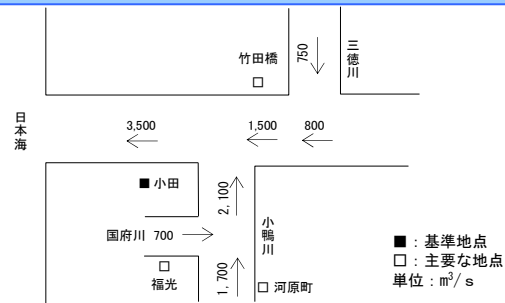 竹田橋
750
三徳川
日本海
3,500
1,500
800
小田
2,100
国府川 700
小鴨川
福光
1,700
河原町
■：基準地点
□：主要な地点
単位：m³/s